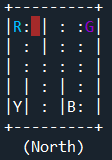 +---------+
|R: | : :G|
| : | : : |
| : : : : |
| | : | : |
|Y| : |B: |
+---------+
(North)